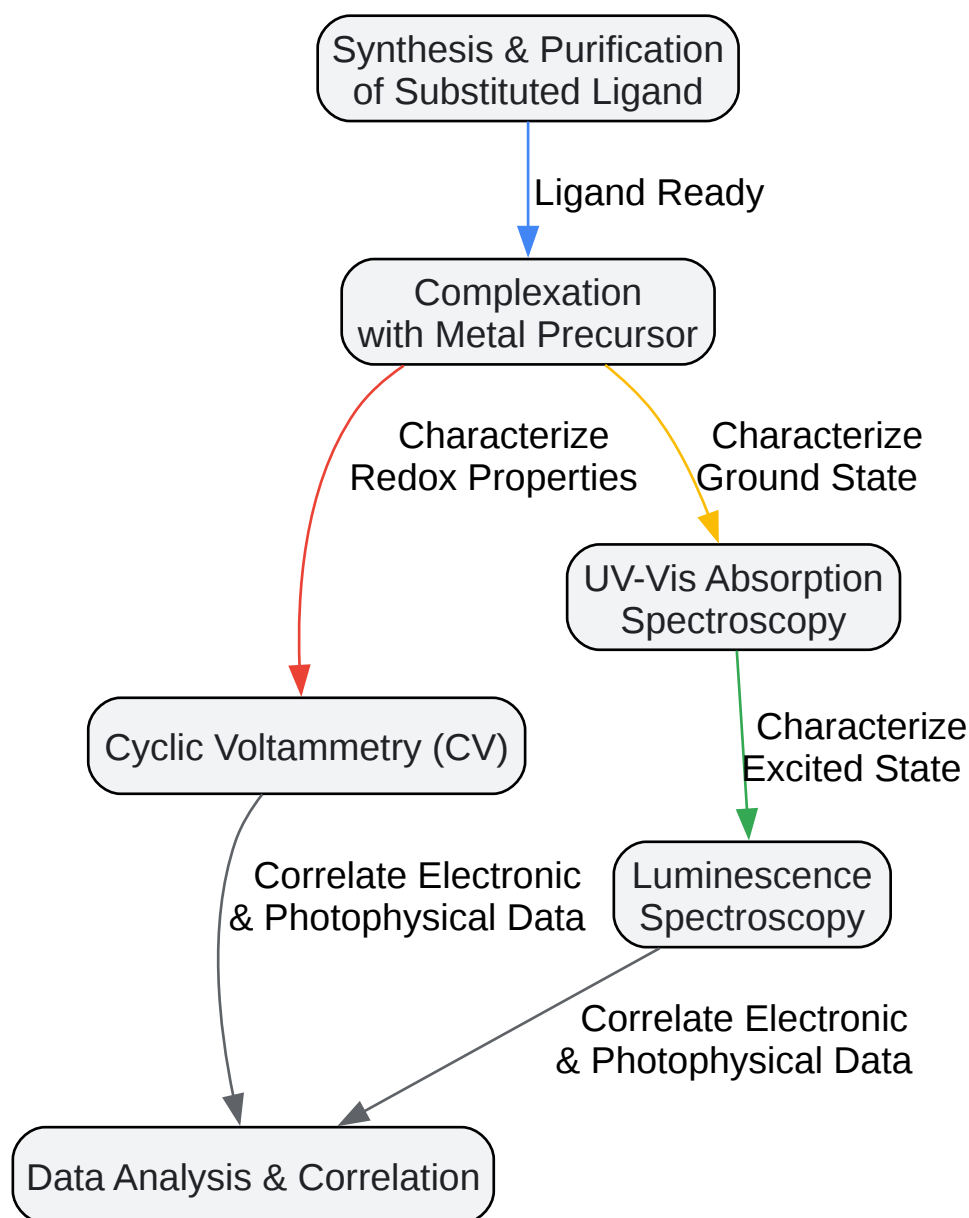 Synthesis & Purification
of Substituted Ligand
Ligand Ready
Complexation
with Metal Precursor
Characterize
Redox Properties
Characterize
Ground State
UV-Vis Absorption
Spectroscopy
Cyclic Voltammetry (CV)
Characterize
Excited State
Luminescence
Spectroscopy
Correlate Electronic
& Photophysical Data
Correlate Electronic
& Photophysical Data
Data Analysis & Correlation